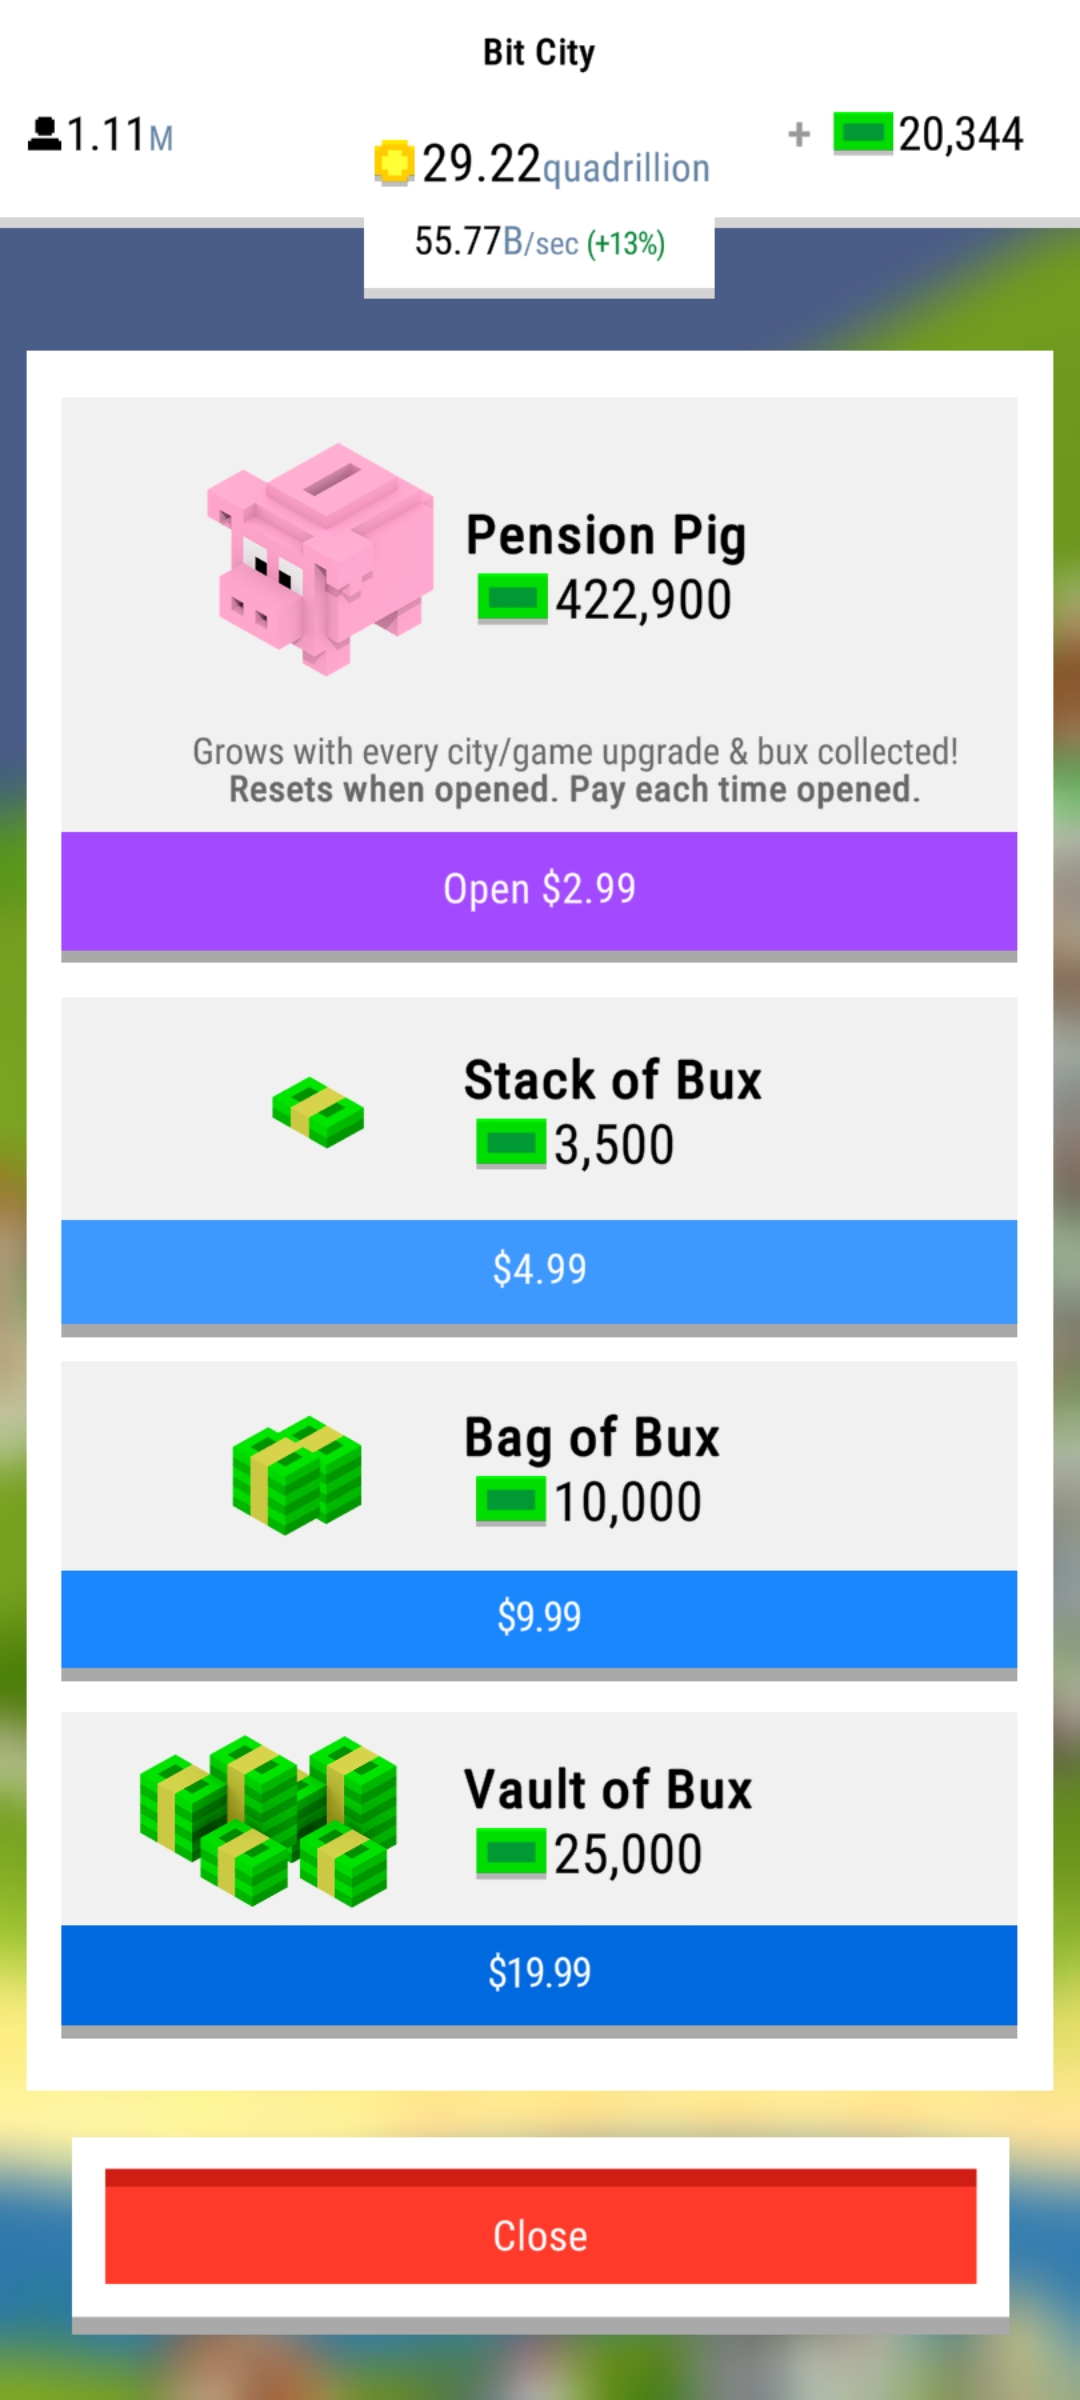 Bit City
1.11M
29.22quadrillion
+ 20,344
55.77B/sec (+13%)
Pension Pig
422,900
Grows with every city/game upgrade & bux collected!
Resets when opened. Pay each time opened.
Open $2.99
Stack of Bux
3,500
$4.99
Bag of Bux
10,000
$9.99
Vault of Bux
25,000
$19.99
Close